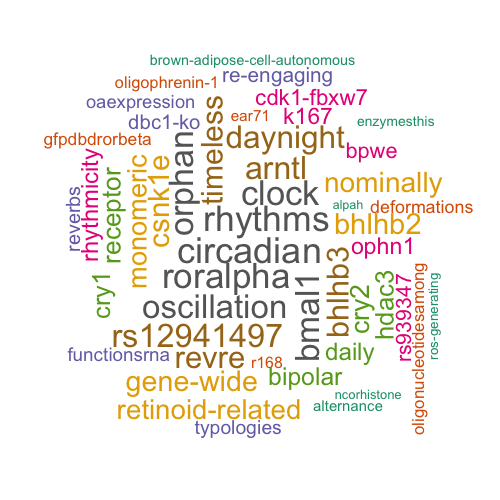 brown-adipose-cell-autonomous
oligophrenin-1
re-engaging
oaexpression
cdk1-fbxw7
dbc1-ko
ear71
k167
enzymesthis
gfpdbdrorbeta
timeless
daynight
bpwe
orphan
reverbs
rhythmicity
receptor
monomeric
csnk1e
arntl
clock
nominally
alpah
deformations
rhythms
bhlhb2
cry1
circadian
ophn1
roralpha
bmal1
bhlhb3
cry2
hdac3
rs939347
oligonucleotidesamong
ros-generating
oscillation
rs12941497
functionsrna
revre
r168
daily
gene-wide
bipolar
ncorhistone
retinoid-related
alternance
typologies